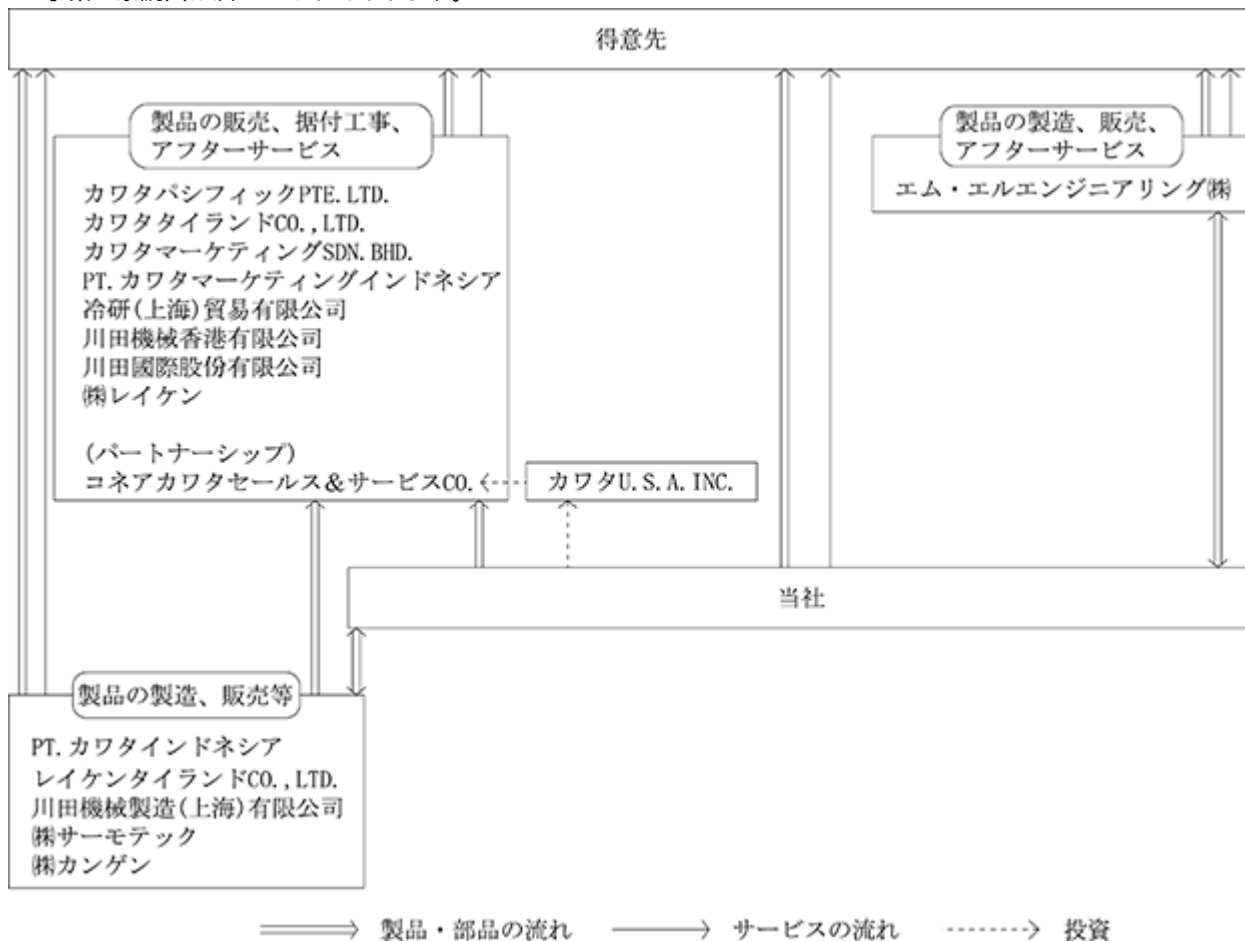 得意先
製品の販売、据付工事、
アフターサービス
カワタパシフィックPTE.LTD.
カワタタイランドCO.,LTD.
カワタマーケティングSDN.BHD.
PT.カワタマーケティングインドネシア
冷研(上海)貿易有限公司
川田機械香港有限公司
川田國際股份有限公司
㈱レイケン
(パートナーシップ)
コネアカワタセールス＆サービスCO.
カワタU.S.A.INC.
製品の製造、販売、
アフターサービス
エム・エルエンジニアリング㈱
当社
製品の製造、販売等
PT.カワタインドネシア
レイケンタイランドCO.,LTD.
川田機械製造(上海)有限公司
㈱サーモテック
㈱カンゲン
製品・部品の流れ
サービスの流れ
投資